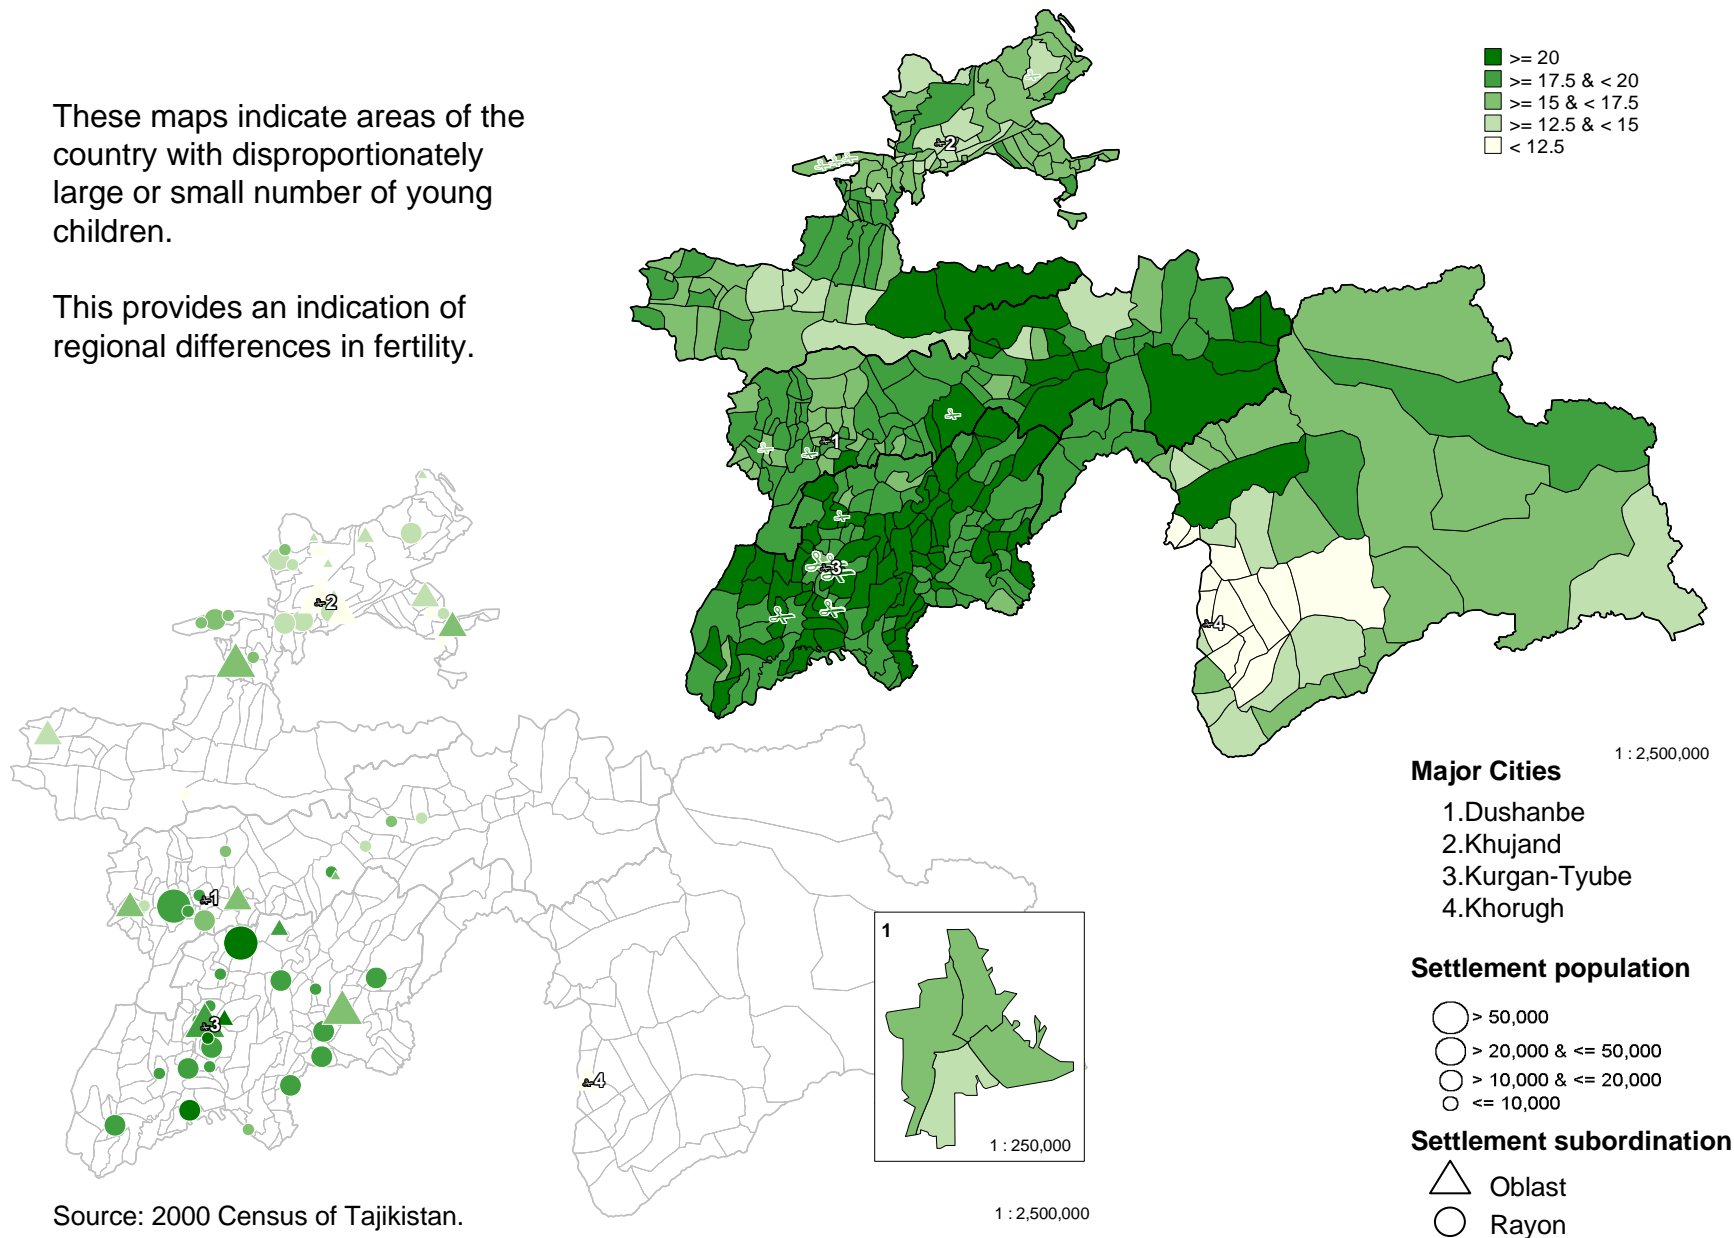 These maps indicate areas of the
country with disproportionately
large or small number of young
children.
This provides an indication of
regional differences in fertility.
>= 20
>= 17.5 & < 20
>= 15 & < 17.5
>= 12.5 & < 15
< 12.5
2
1
3
4
1 : 2,500,000
Major Cities
1.Dushanbe
2.Khujand
3.Kurgan-Tyube
4.Khorugh
Settlement population
> 50,000
> 20,000 & <= 50,000
> 10,000 & <= 20,000
<= 10,000
Settlement subordination
Oblast
Rayon
2
1
3
4
1
1 : 250,000
1 : 2,500,000
Source: 2000 Census of Tajikistan.